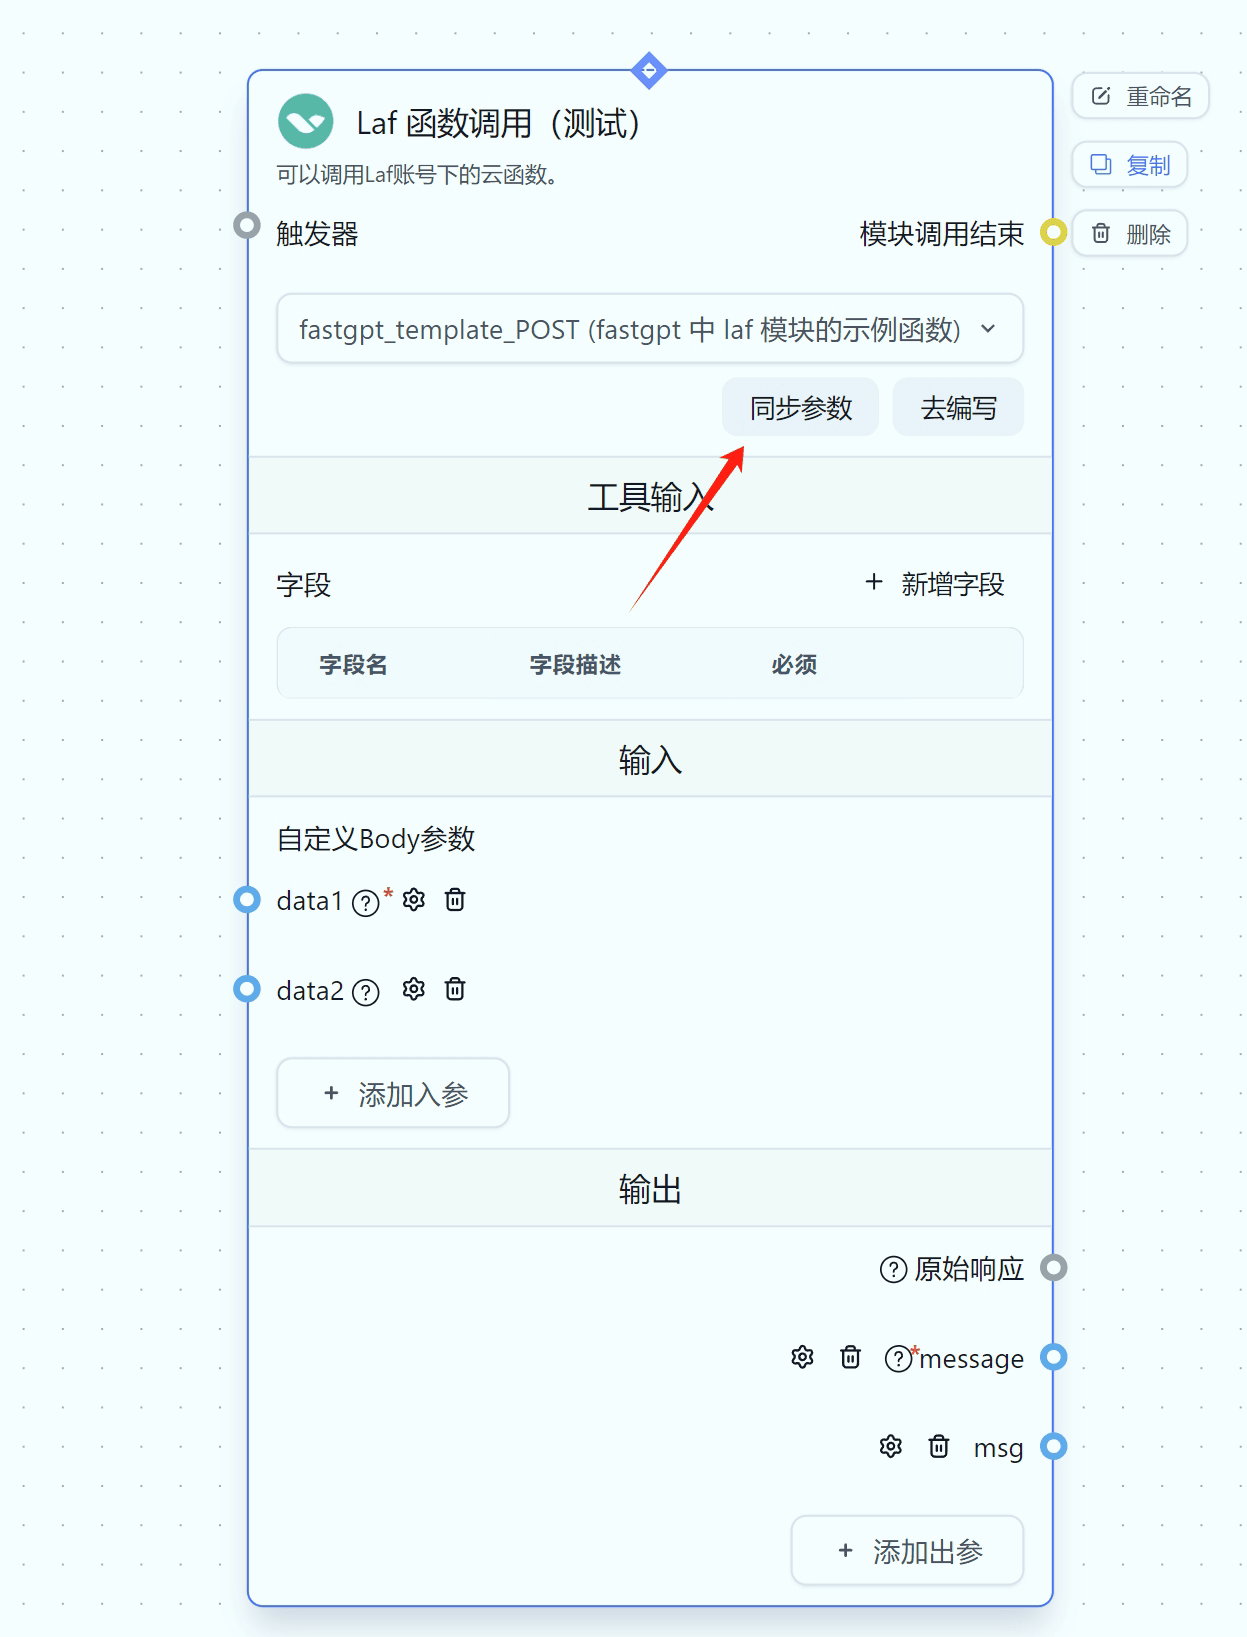 Laf 函数调用（测试）
重命名
可以调用Laf账号下的云函数。
复制
触发器
模块调用结束
删除
fastgpt_template_POST (fastgpt 中 laf 模块的示例函数)
同步参数
去编写
工具输入
字段
+ 新增字段
字段名 字段描述 必须
输入
自定义Body参数
data1 ? *
data2 ?
+ 添加入参
输出
? 原始响应
? *message
msg
+ 添加出参